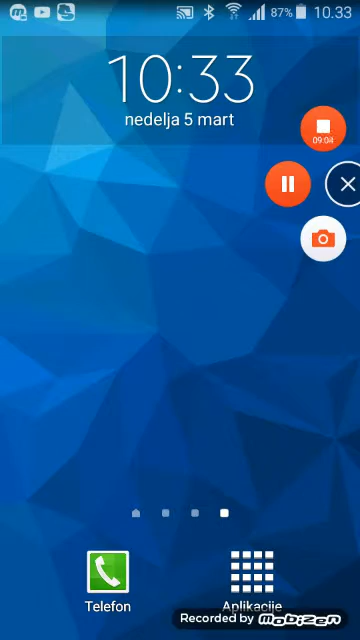 87% 10.33
10:33
nedelja 5 mart
09:04
Telefon
Aplikacije
Recorded by mobizen